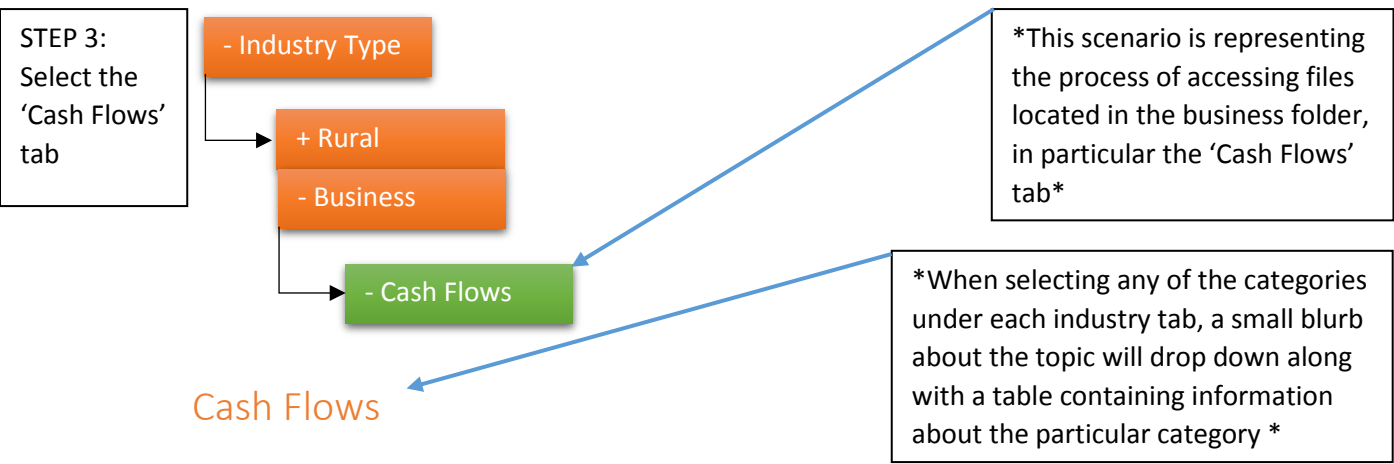 STEP 3:
Select the
‘Cash Flows’
tab
- Industry Type
+ Rural
- Business
- Cash Flows
Cash Flows
*This scenario is representing
the process of accessing files
located in the business folder,
in particular the ‘Cash Flows’
tab*
*When selecting any of the categories
under each industry tab, a small blurb
about the topic will drop down along
with a table containing information
about the particular category *